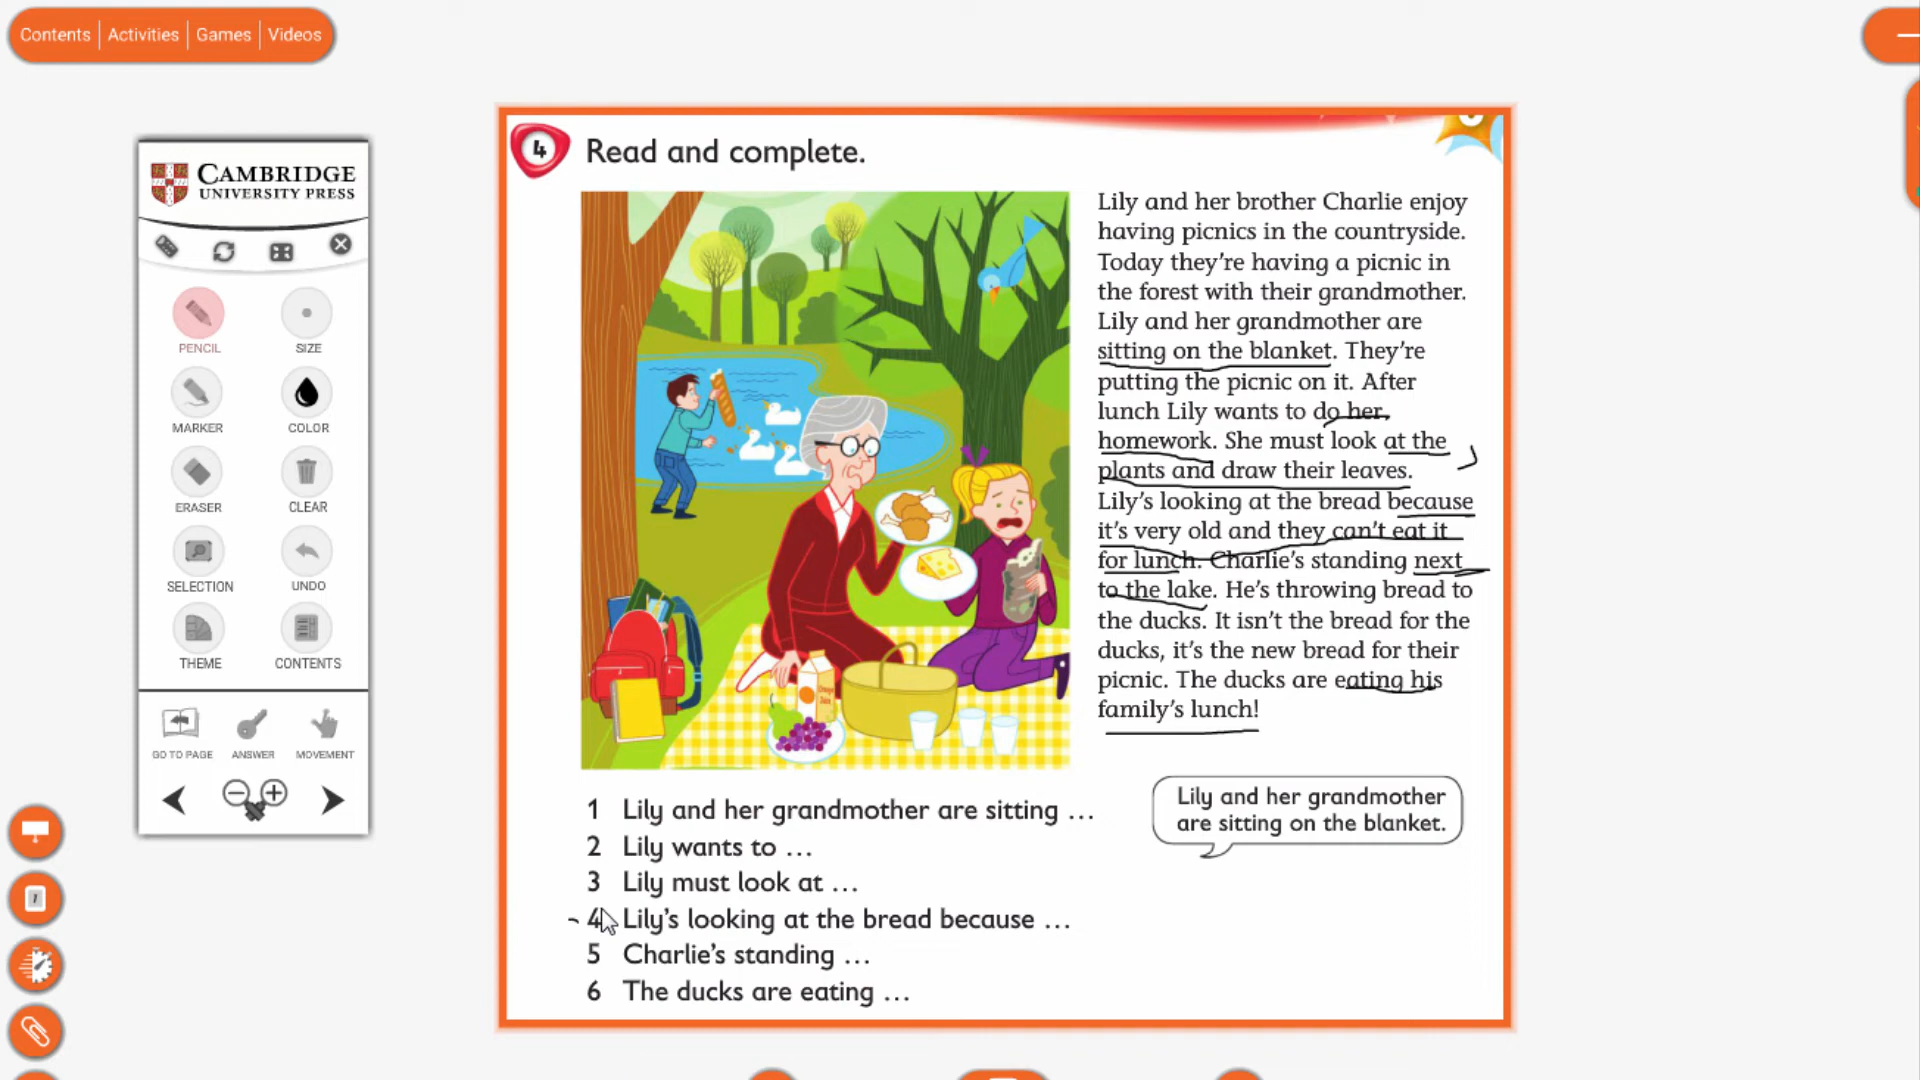 Contents Activities Games Videos
CAMBRIDGE
UNIVERSITY PRESS
PENCIL SIZE
MARKER COLOR
ERASER CLEAR
SELECTION UNDO
THEME CONTENTS
GO TO PAGE ANSWER MOVEMENT
4 Read and complete.
Lily and her brother Charlie enjoy
having picnics in the countryside.
Today they're having a picnic in
the forest with their grandmother.
Lily and her grandmother are
sitting on the blanket. They're
putting the picnic on it. After
lunch Lily wants to do her
homework. She must look at the
plants and draw their leaves.
Lily's looking at the bread because
it's very old and they can't eat it
for lunch. Charlie's standing next
to the lake. He's throwing bread to
the ducks. It isn't the bread for the
ducks, it's the new bread for their
picnic. The ducks are eating his
family's lunch!
1 Lily and her grandmother are sitting ...
2 Lily wants to ...
3 Lily must look at ...
4 Lily's looking at the bread because ...
5 Charlie's standing ...
6 The ducks are eating ...
Lily and her grandmother
are sitting on the blanket.